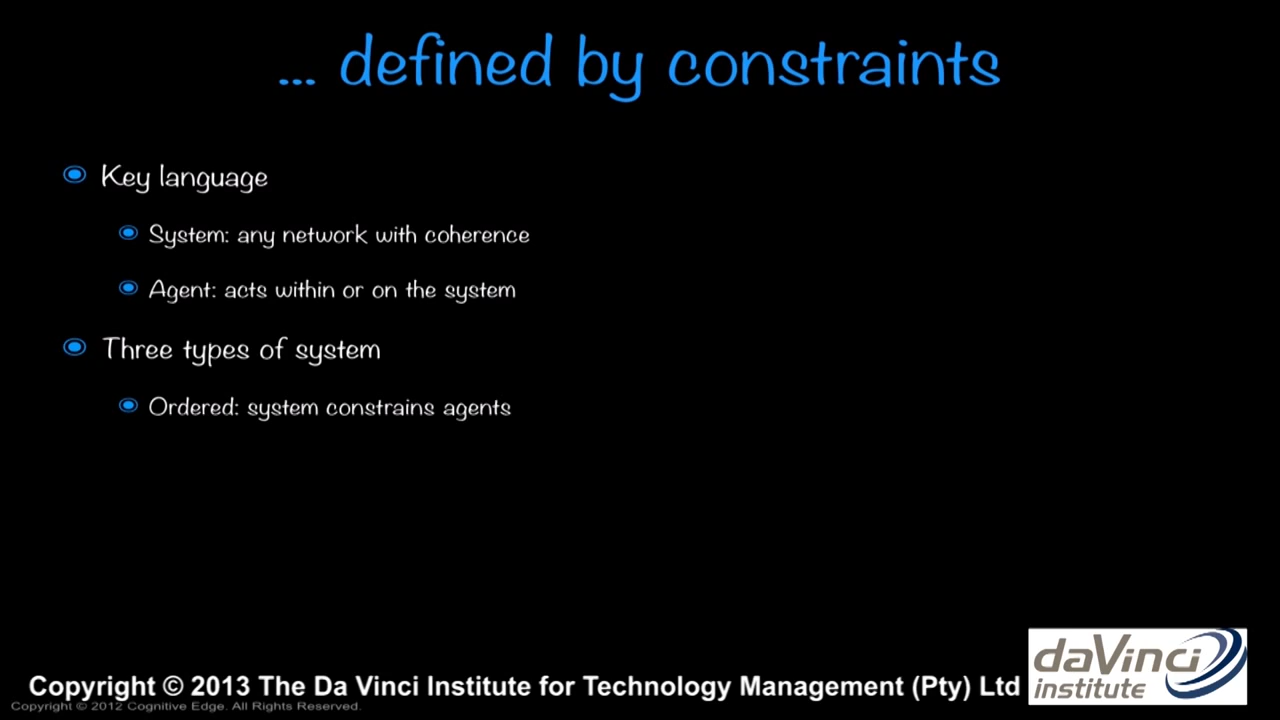 ... defined by constraints
Key language
System: any network with coherence
Agent: acts within or on the system
Three types of system
Ordered: system constrains agents
daVinci
institute
Copyright © 2013 The Da Vinci Institute for Technology Management (Pty) Ltd
Copyright © 2012 Cognitive Edge. All Rights Reserved.